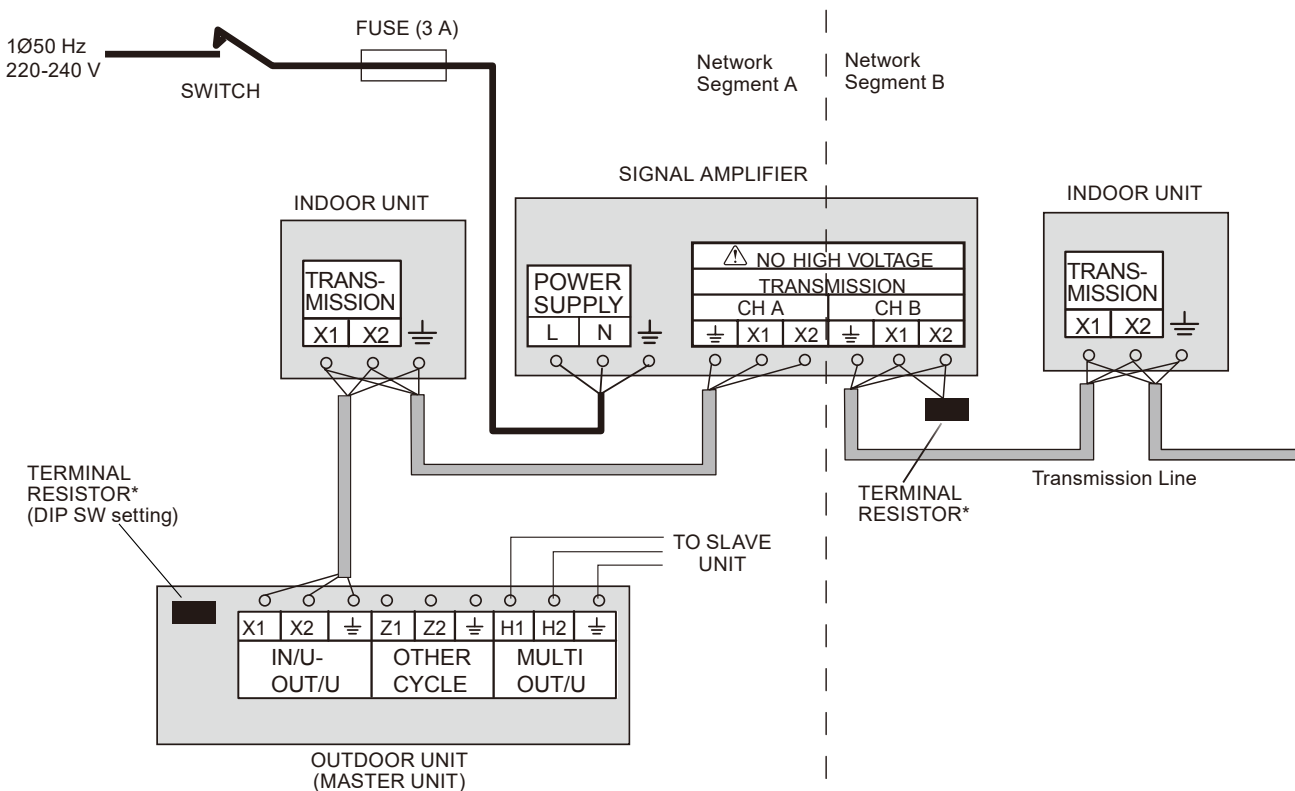 1Ø50 Hz
220-240 V
SWITCH
FUSE (3 A)
Network
Segment A
Network
Segment B
SIGNAL AMPLIFIER
INDOOR UNIT
TRANS-
MISSION
X1 X2 ⏚
POWER
SUPPLY
L N ⏚
⚠ NO HIGH VOLTAGE
TRANSMISSION
CH A CH B
⏚ X1 X2 ⏚ X1 X2
INDOOR UNIT
TRANS-
MISSION
X1 X2 ⏚
TERMINAL
RESISTOR*
(DIP SW setting)
TERMINAL
RESISTOR*
Transmission Line
TO SLAVE
UNIT
X1 X2 ⏚ Z1 Z2 ⏚ H1 H2 ⏚
IN/U-
OUT/U
OTHER
CYCLE
MULTI
OUT/U
OUTDOOR UNIT
(MASTER UNIT)